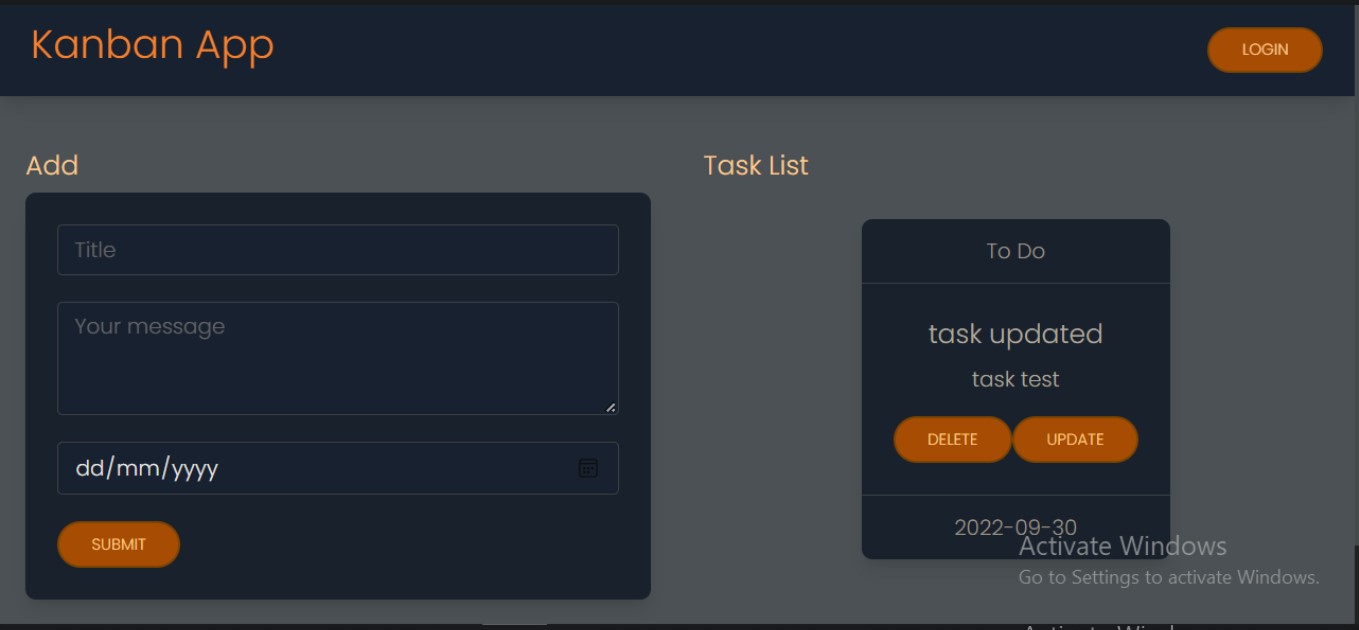 Kanban App
LOGIN
Add
Title
Your message
dd/mm/yyyy
SUBMIT
Task List
To Do
task updated
task test
DELETE
UPDATE
2022-09-30
Activate Windows
Go to Settings to activate Windows.